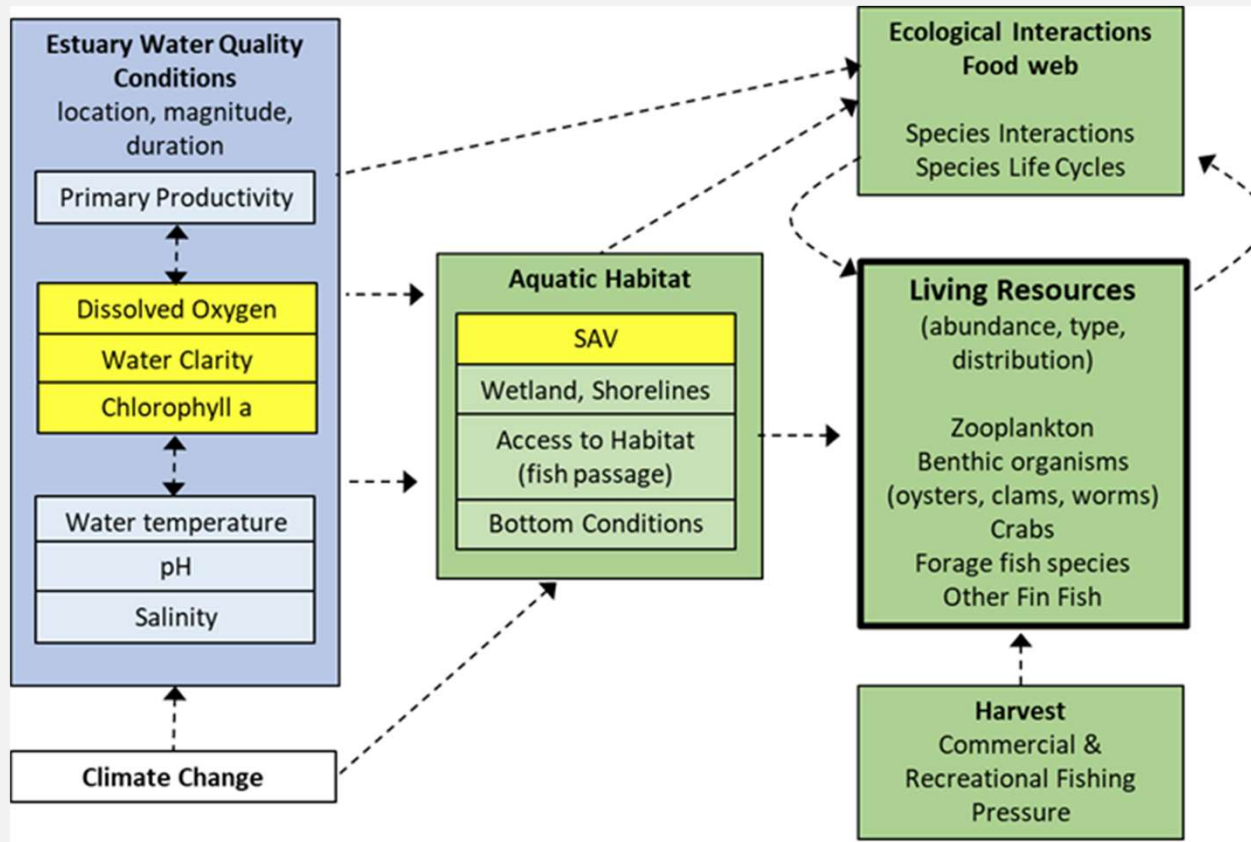 Estuary Water Quality
Conditions
location, magnitude,
duration
Primary Productivity
Dissolved Oxygen
Water Clarity
Chlorophyll a
Water temperature
pH
Salinity
Climate Change
Aquatic Habitat
SAV
Wetland, Shorelines
Access to Habitat
(fish passage)
Bottom Conditions
Ecological Interactions
Food web
Species Interactions
Species Life Cycles
Living Resources
(abundance, type,
distribution)
Zooplankton
Benthic organisms
(oysters, clams, worms)
Crabs
Forage fish species
Other Fin Fish
Harvest
Commercial &
Recreational Fishing
Pressure